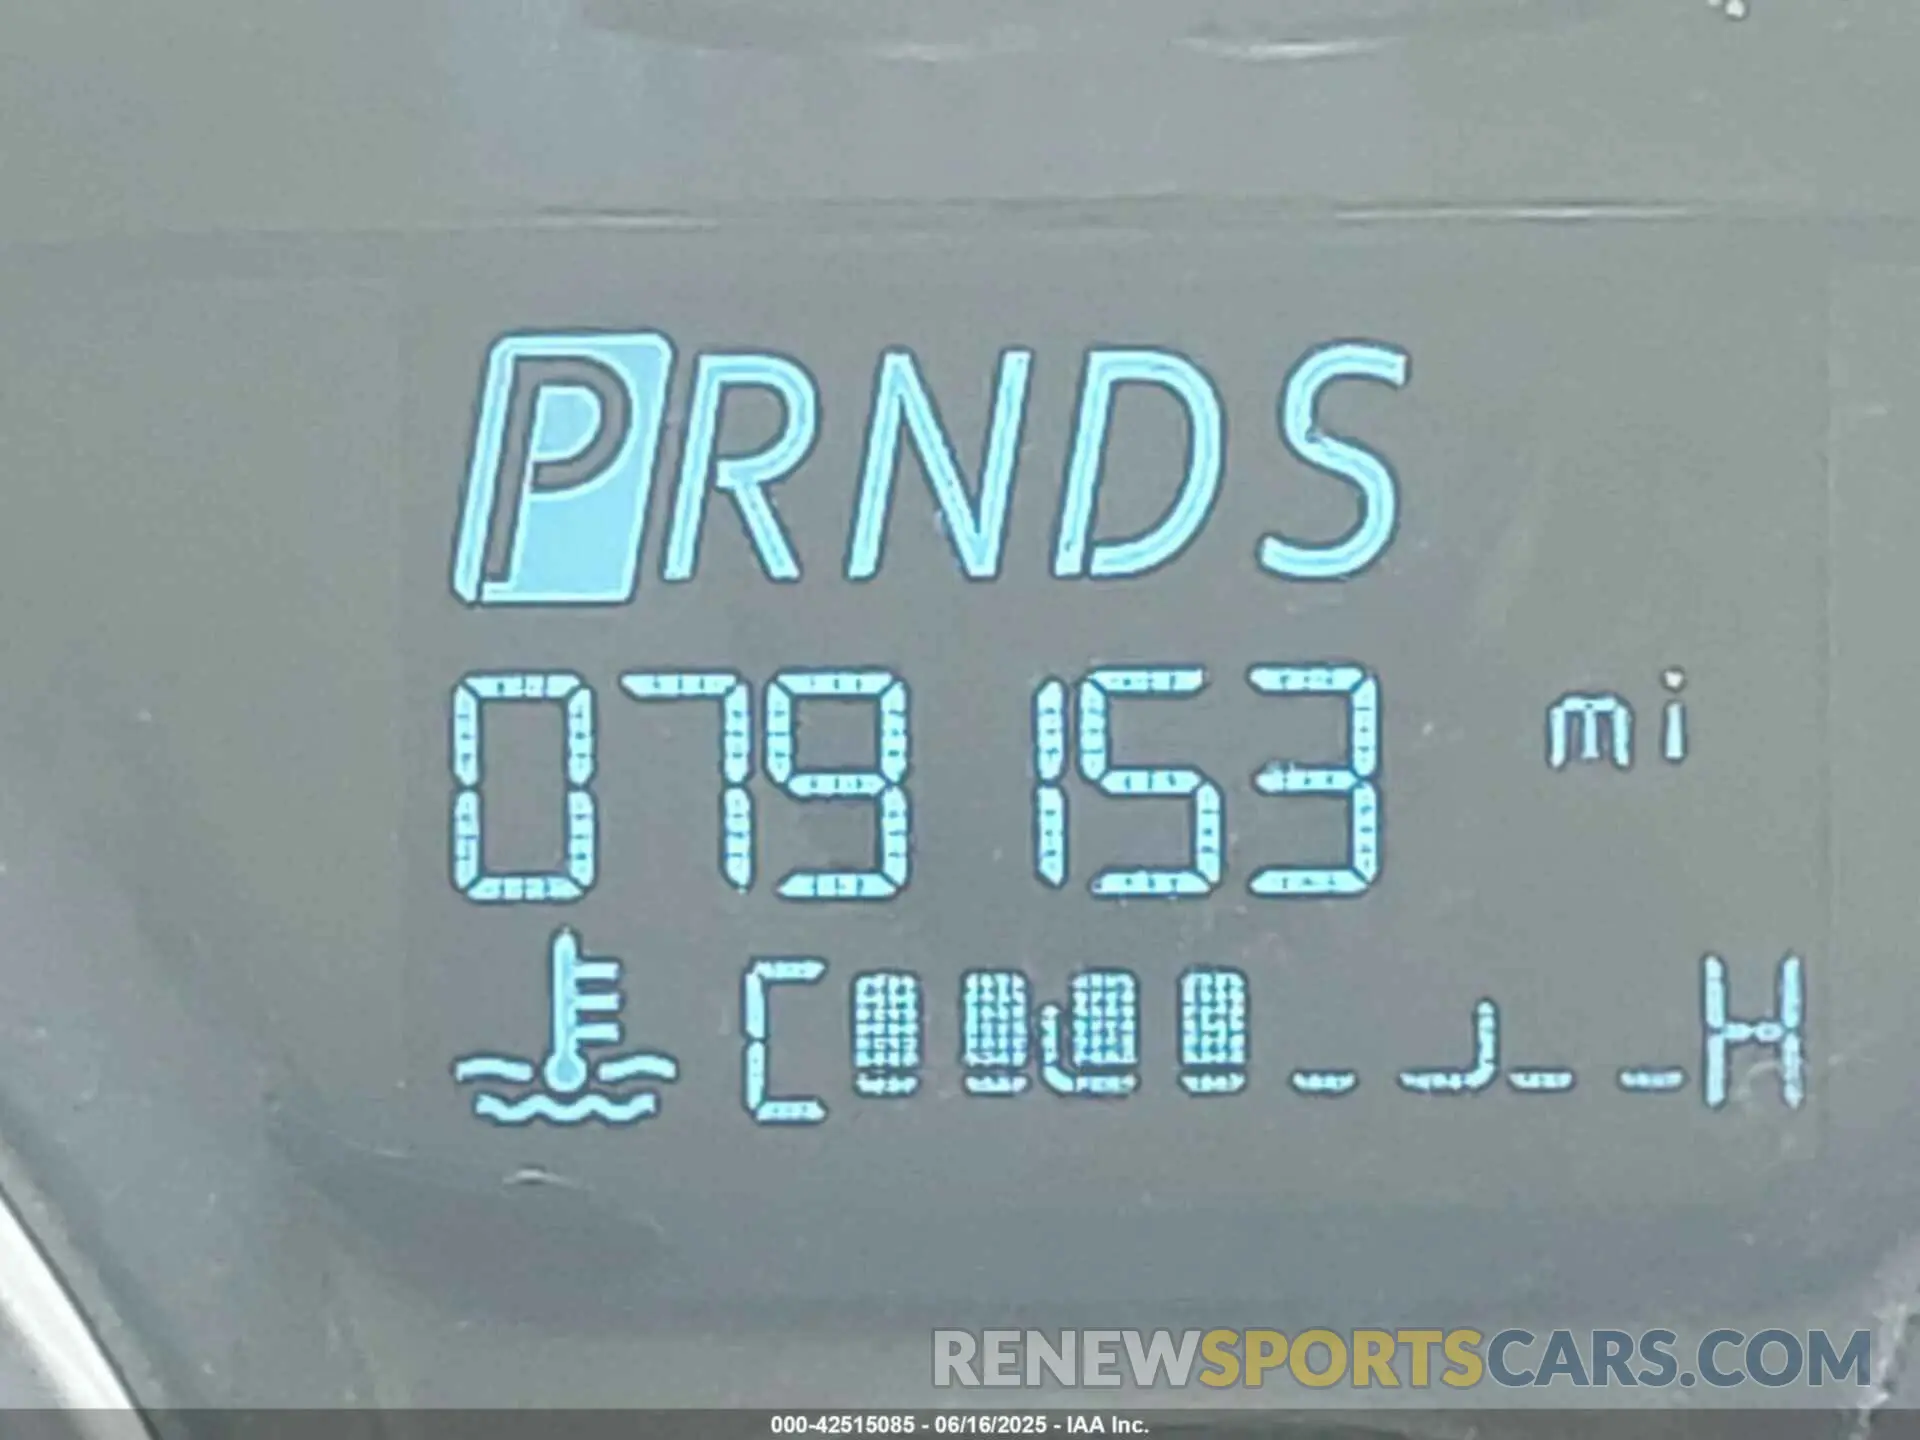 PRNDS
079153 mi
C H
RENEWSPORTSCARS.COM
000-42515085 - 06/16/2025 - IAA Inc.